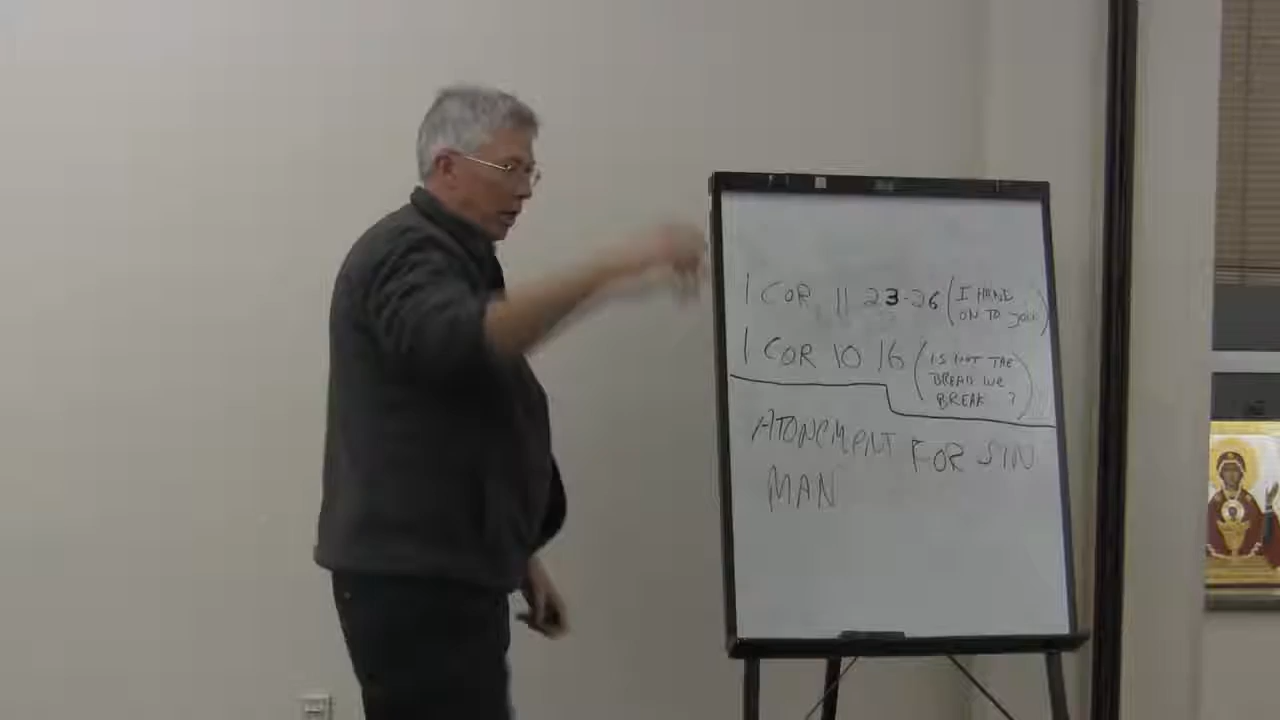 1 COR. 11 23-26 (I HAND
ON TO YOU)
1 COR 10 16 (IS NOT THE
BREAD WE
BREAK ?)
ATONEMENT FOR SIN
MAN